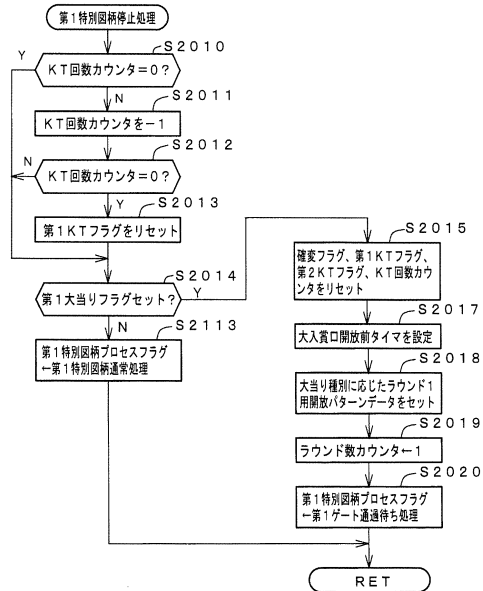 第1特別図柄停止処理
S2010
Y
KT回数カウンタ=0?
N
S2011
KT回数カウンタを-1
S2012
N
KT回数カウンタ=0?
Y
S2013
第1KTフラグをリセット
S2014
第1大当りフラグセット?
Y
N
S2113
第1特別図柄プロセスフラグ
←第1特別図柄通常処理
S2015
確変フラグ、第1KTフラグ、
第2KTフラグ、KT回数カウ
ンタをリセット
S2017
大入賞口開放前タイマを設定
S2018
大当り種別に応じたラウンド1
用開放パターンデータをセット
S2019
ラウンド数カウンタ←1
S2020
第1特別図柄プロセスフラグ
←第1ゲート通過待ち処理
RET